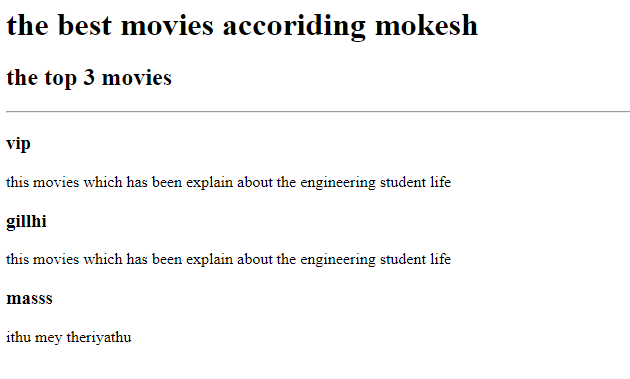 the best movies accoriding mokesh
the top 3 movies
vip
this movies which has been explain about the engineering student life
gillhi
this movies which has been explain about the engineering student life
masss
ithu mey theriyathu